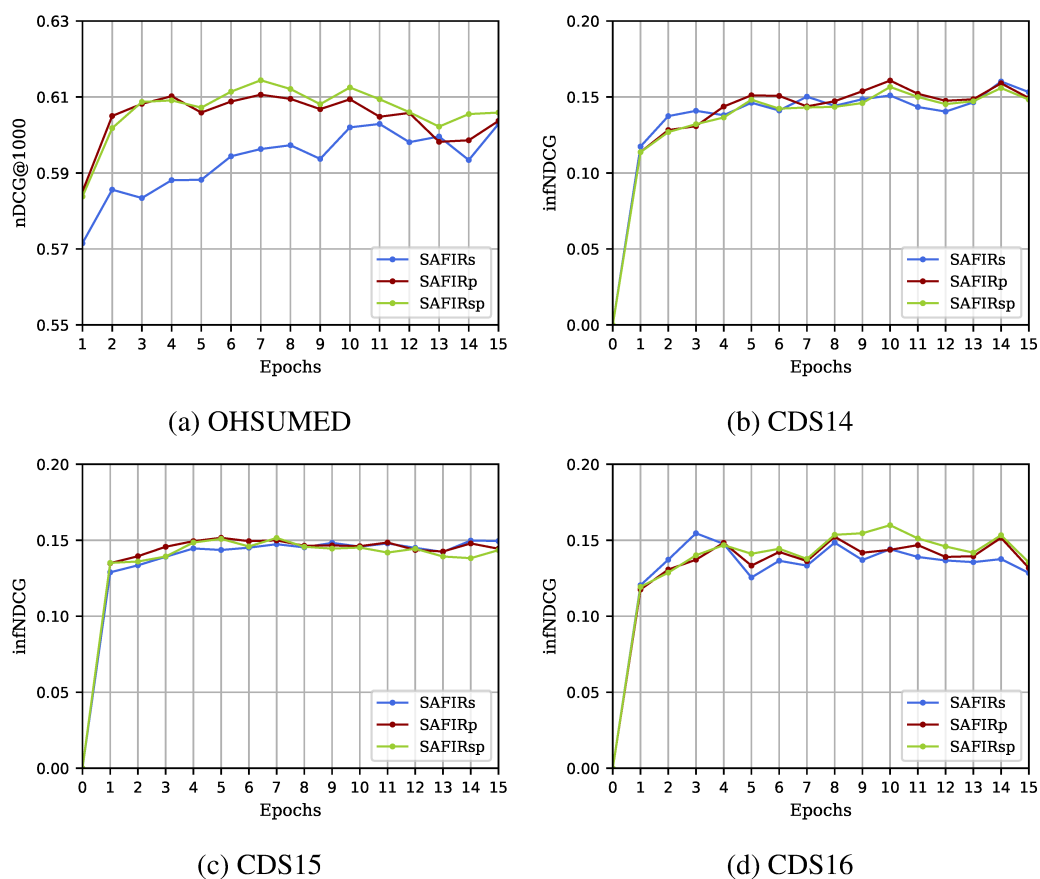 0.63
0.61
0.59
0.57
0.55
nDCG@1000
1 2 3 4 5 6 7 8 9 10 11 12 13 14 15
Epochs
SAFIRs
SAFIRp
SAFIRsp
(a) OHSUMED
0.20
0.15
0.10
0.05
0.00
infNDCG
0 1 2 3 4 5 6 7 8 9 10 11 12 13 14 15
Epochs
SAFIRs
SAFIRp
SAFIRsp
(b) CDS14
0.20
0.15
0.10
0.05
0.00
infNDCG
0 1 2 3 4 5 6 7 8 9 10 11 12 13 14 15
Epochs
SAFIRs
SAFIRp
SAFIRsp
(c) CDS15
0.20
0.15
0.10
0.05
0.00
infNDCG
0 1 2 3 4 5 6 7 8 9 10 11 12 13 14 15
Epochs
SAFIRs
SAFIRp
SAFIRsp
(d) CDS16